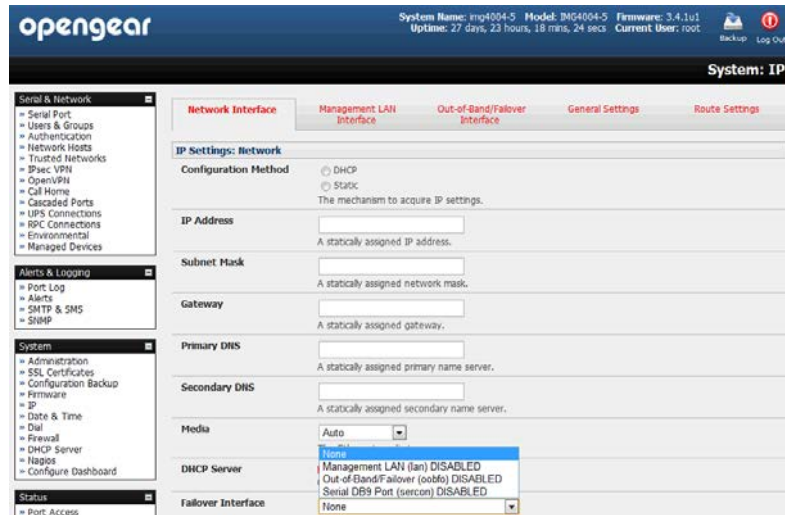 opengear
System Name: img4004-5 Model: IMG4004-5 Firmware: 3.4.1u1
Uptime: 27 days, 23 hours, 18 mins, 24 secs Current User: root
Backup Log Out
System: IP
Serial & Network
» Serial Port
» Users & Groups
» Authentication
» Network Hosts
» Trusted Networks
» IPsec VPN
» OpenVPN
» Call Home
» Cascaded Ports
» UPS Connections
» RPC Connections
» Environmental
» Managed Devices
Alerts & Logging
» Port Log
» Alerts
» SMTP & SMS
» SNMP
System
» Administration
» SSL Certificates
» Configuration Backup
» Firmware
» IP
» Date & Time
» Dial
» Firewall
» DHCP Server
» Nagios
» Configure Dashboard
Status
» Port Access
Network Interface
Management LAN Interface
Out-of-Band/Failover Interface
General Settings
Route Settings
IP Settings: Network
Configuration Method
DHCP
Static
The mechanism to acquire IP settings.
IP Address
A statically assigned IP address.
Subnet Mask
A statically assigned network mask.
Gateway
A statically assigned gateway.
Primary DNS
A statically assigned primary name server.
Secondary DNS
A statically assigned secondary name server.
Media
Auto
None
Management LAN (lan) DISABLED
DHCP Server
Out-of-Band/Failover (oobfo) DISABLED
Serial DB9 Port (sercon) DISABLED
Failover Interface
None